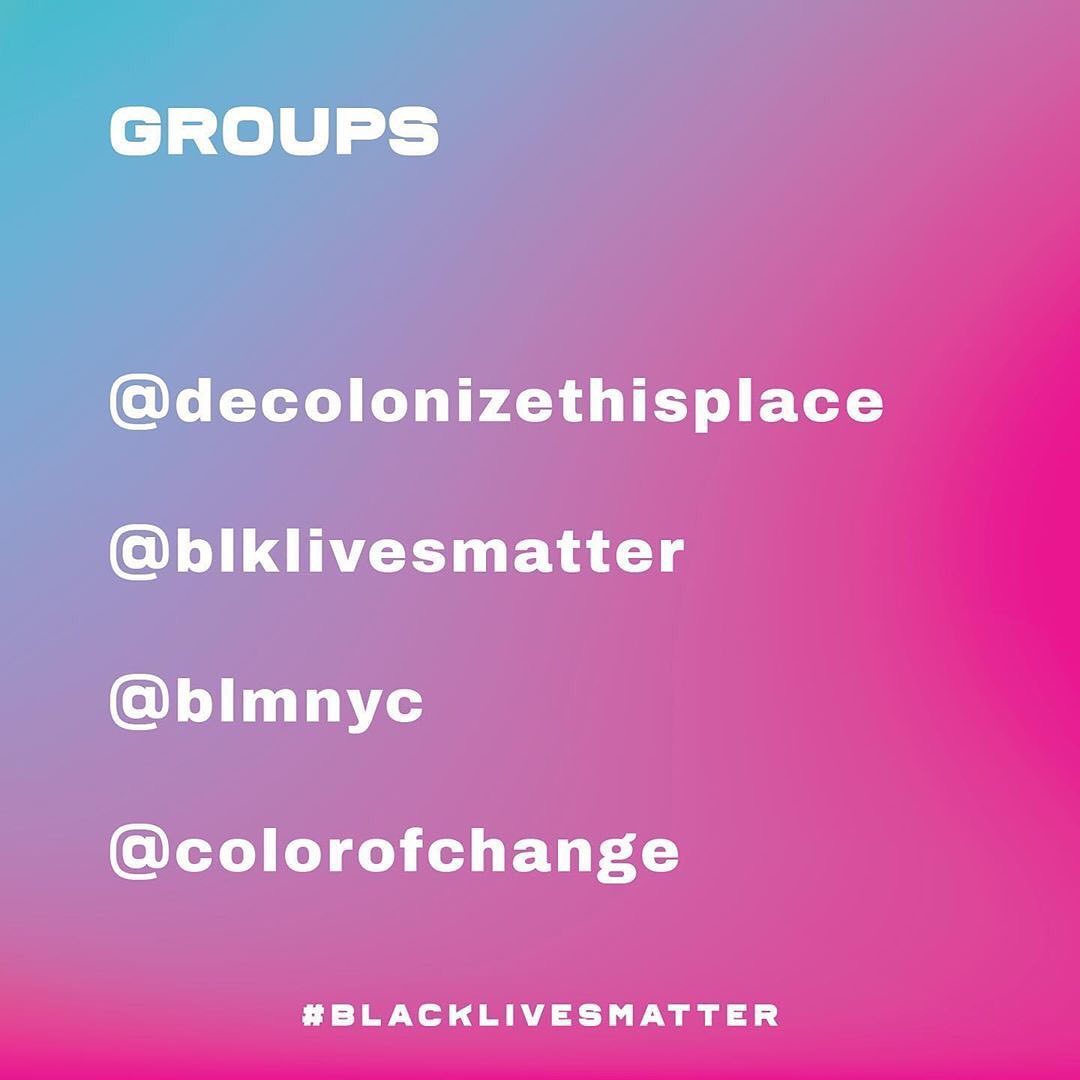 GROUPS
@decolonizethisplace
@blklivesmatter
@blmnyc
@colorofchange
#BLACKLIVESMATTER